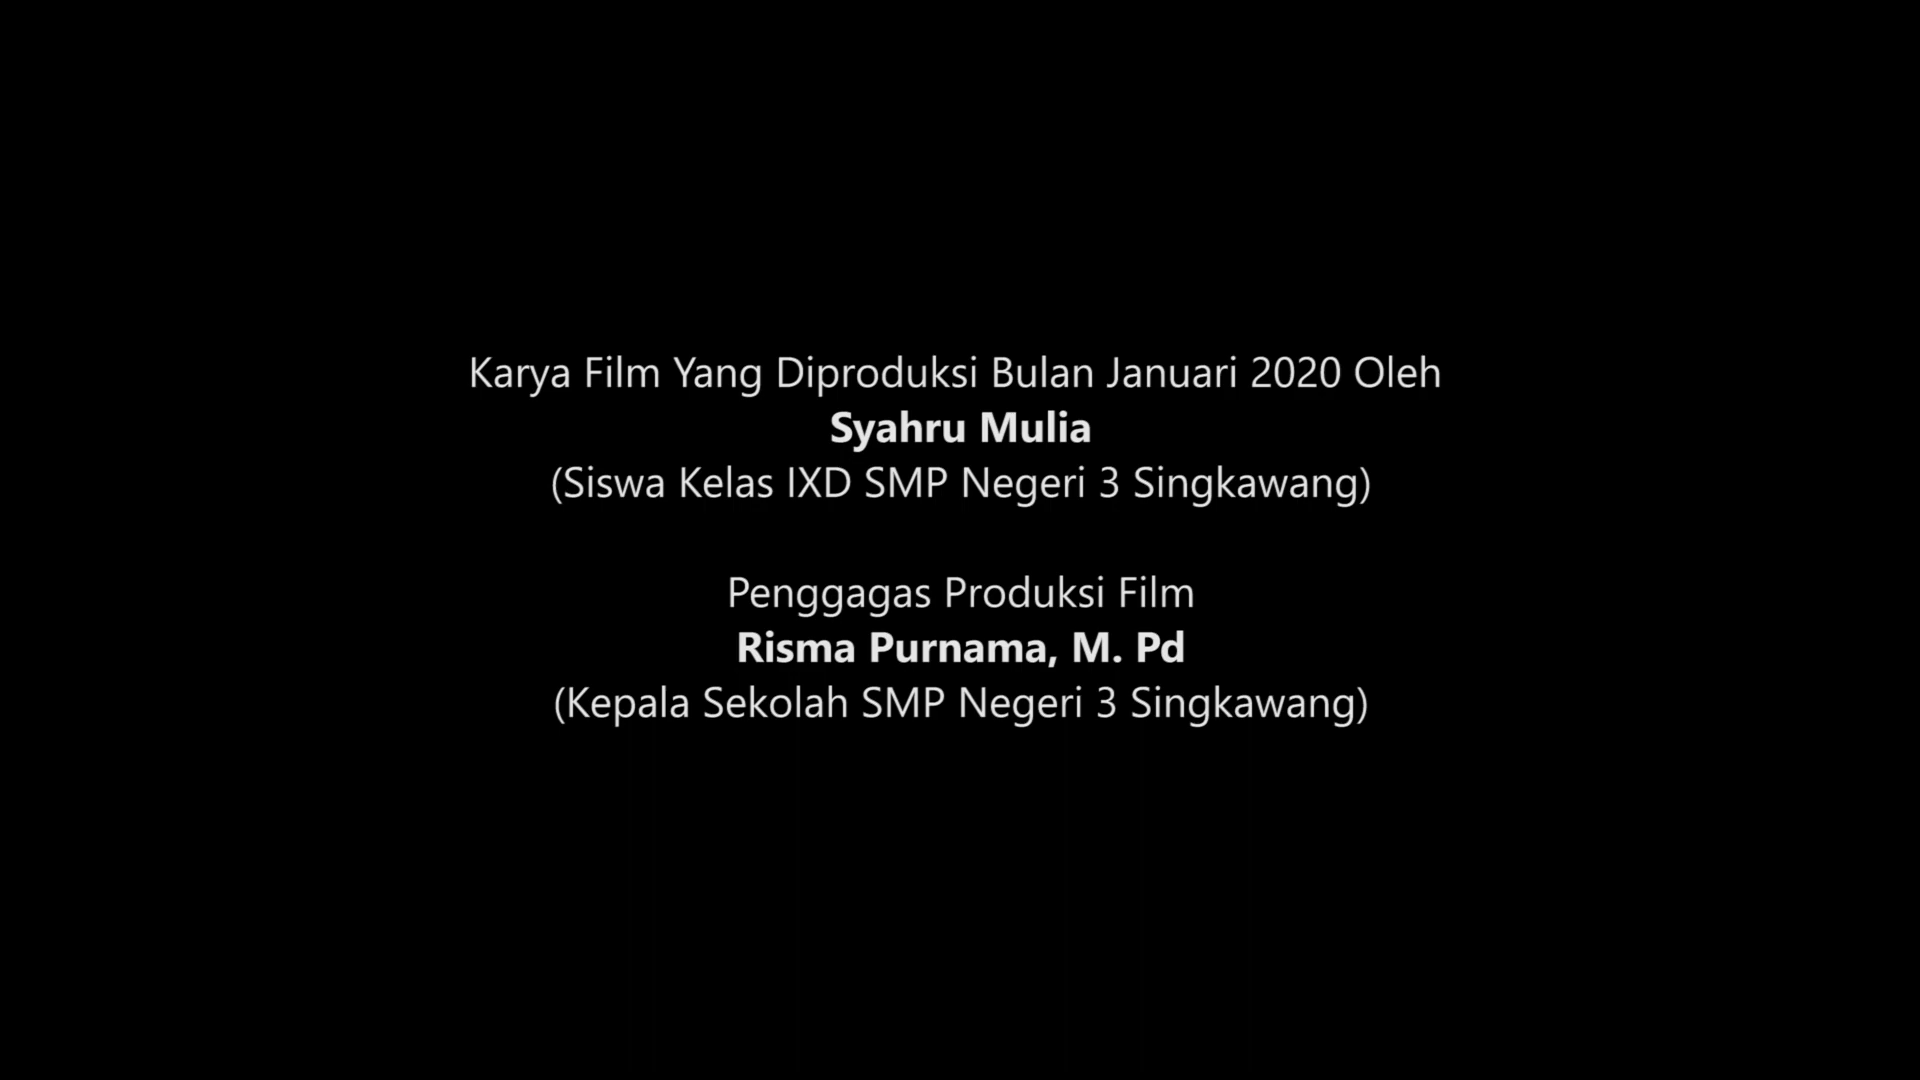 Karya Film Yang Diproduksi Bulan Januari 2020 Oleh
Syahru Mulia
(Siswa Kelas IXD SMP Negeri 3 Singkawang)
Penggagas Produksi Film
Risma Purnama, M. Pd
(Kepala Sekolah SMP Negeri 3 Singkawang)